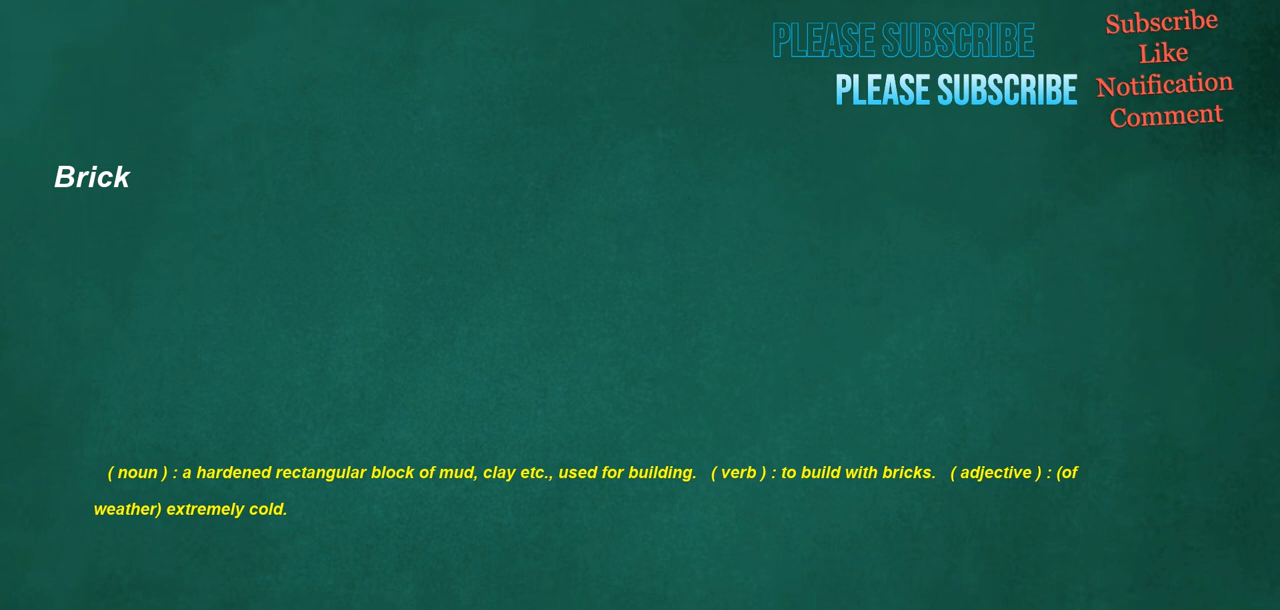 PLEASE SUBSCRIBE
PLEASE SUBSCRIBE
Subscribe
Like
Notification
Comment
Brick
( noun ) : a hardened rectangular block of mud, clay etc., used for building. ( verb ) : to build with bricks. ( adjective ) : (of
weather) extremely cold.